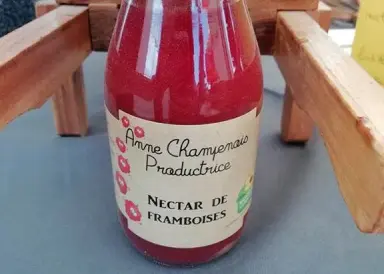 Anne Champenois
Productrice
NECTAR DE
FRAMBOISES